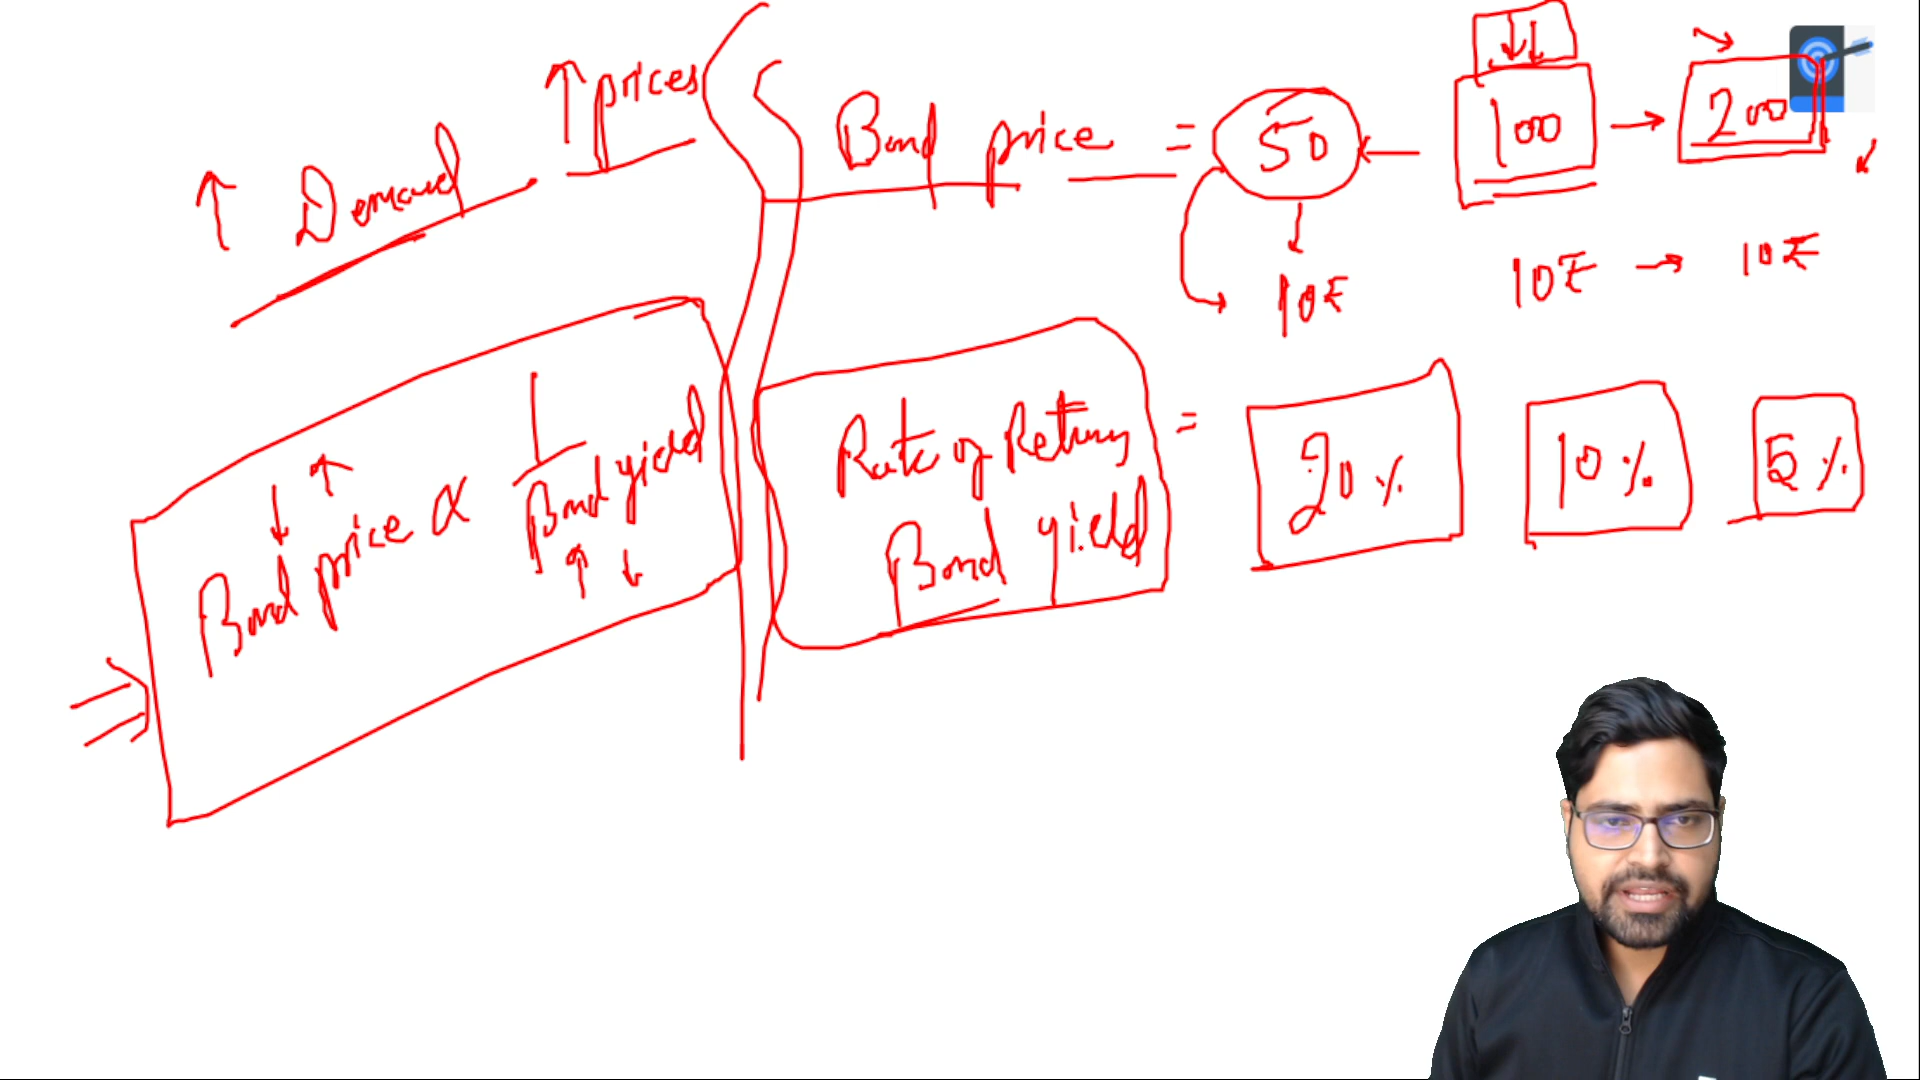 ↑ Demand ↑ prices
Bond price = 50 ← 100 → 200
10₹ 10₹ → 10₹
Bond price ∝ 1 / Bond yield
Rate of Return = 20% 10% 5%
Bond yield